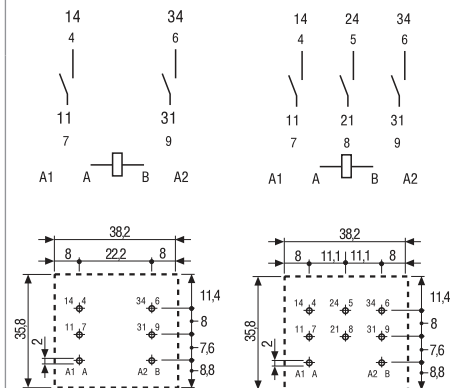 14 34
4 6
11 31
7 9
A1 A B A2
14 24 34
4 5 6
11 21 31
7 8 9
A1 A B A2
38,2
8 22,2 8
14 4 34 6
11 7 31 9
A1 A A2 B
35,8
2
11,4
8
7,6
8,8
38,2
8 11,1 11,1 8
14 4 24 5 34 6
11 7 21 8 31 9
A1 A A2 B
35,8
2
11,4
8
7,6
8,8